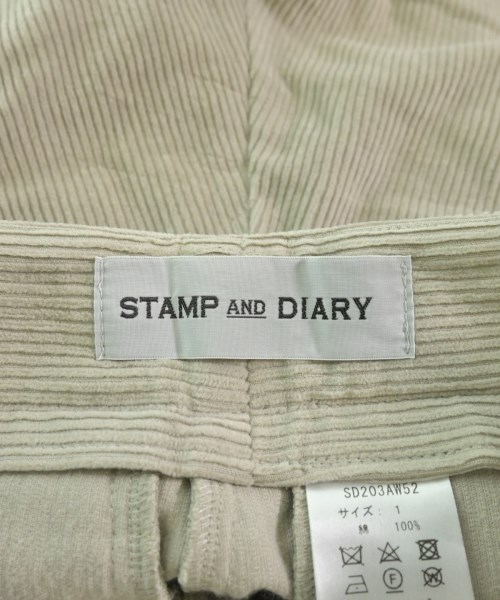 STAMP AND DIARY
SD203AW52
サイズ: 1
綿 100%
F
W